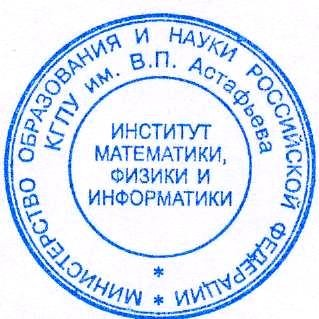 МИНИСТЕРСТВО ОБРАЗОВАНИЯ И НАУКИ РОССИЙСКОЙ ФЕДЕРАЦИИ *
КГПУ им. В.П. Астафьева
ИНСТИТУТ
МАТЕМАТИКИ,
ФИЗИКИ И
ИНФОРМАТИКИ
*